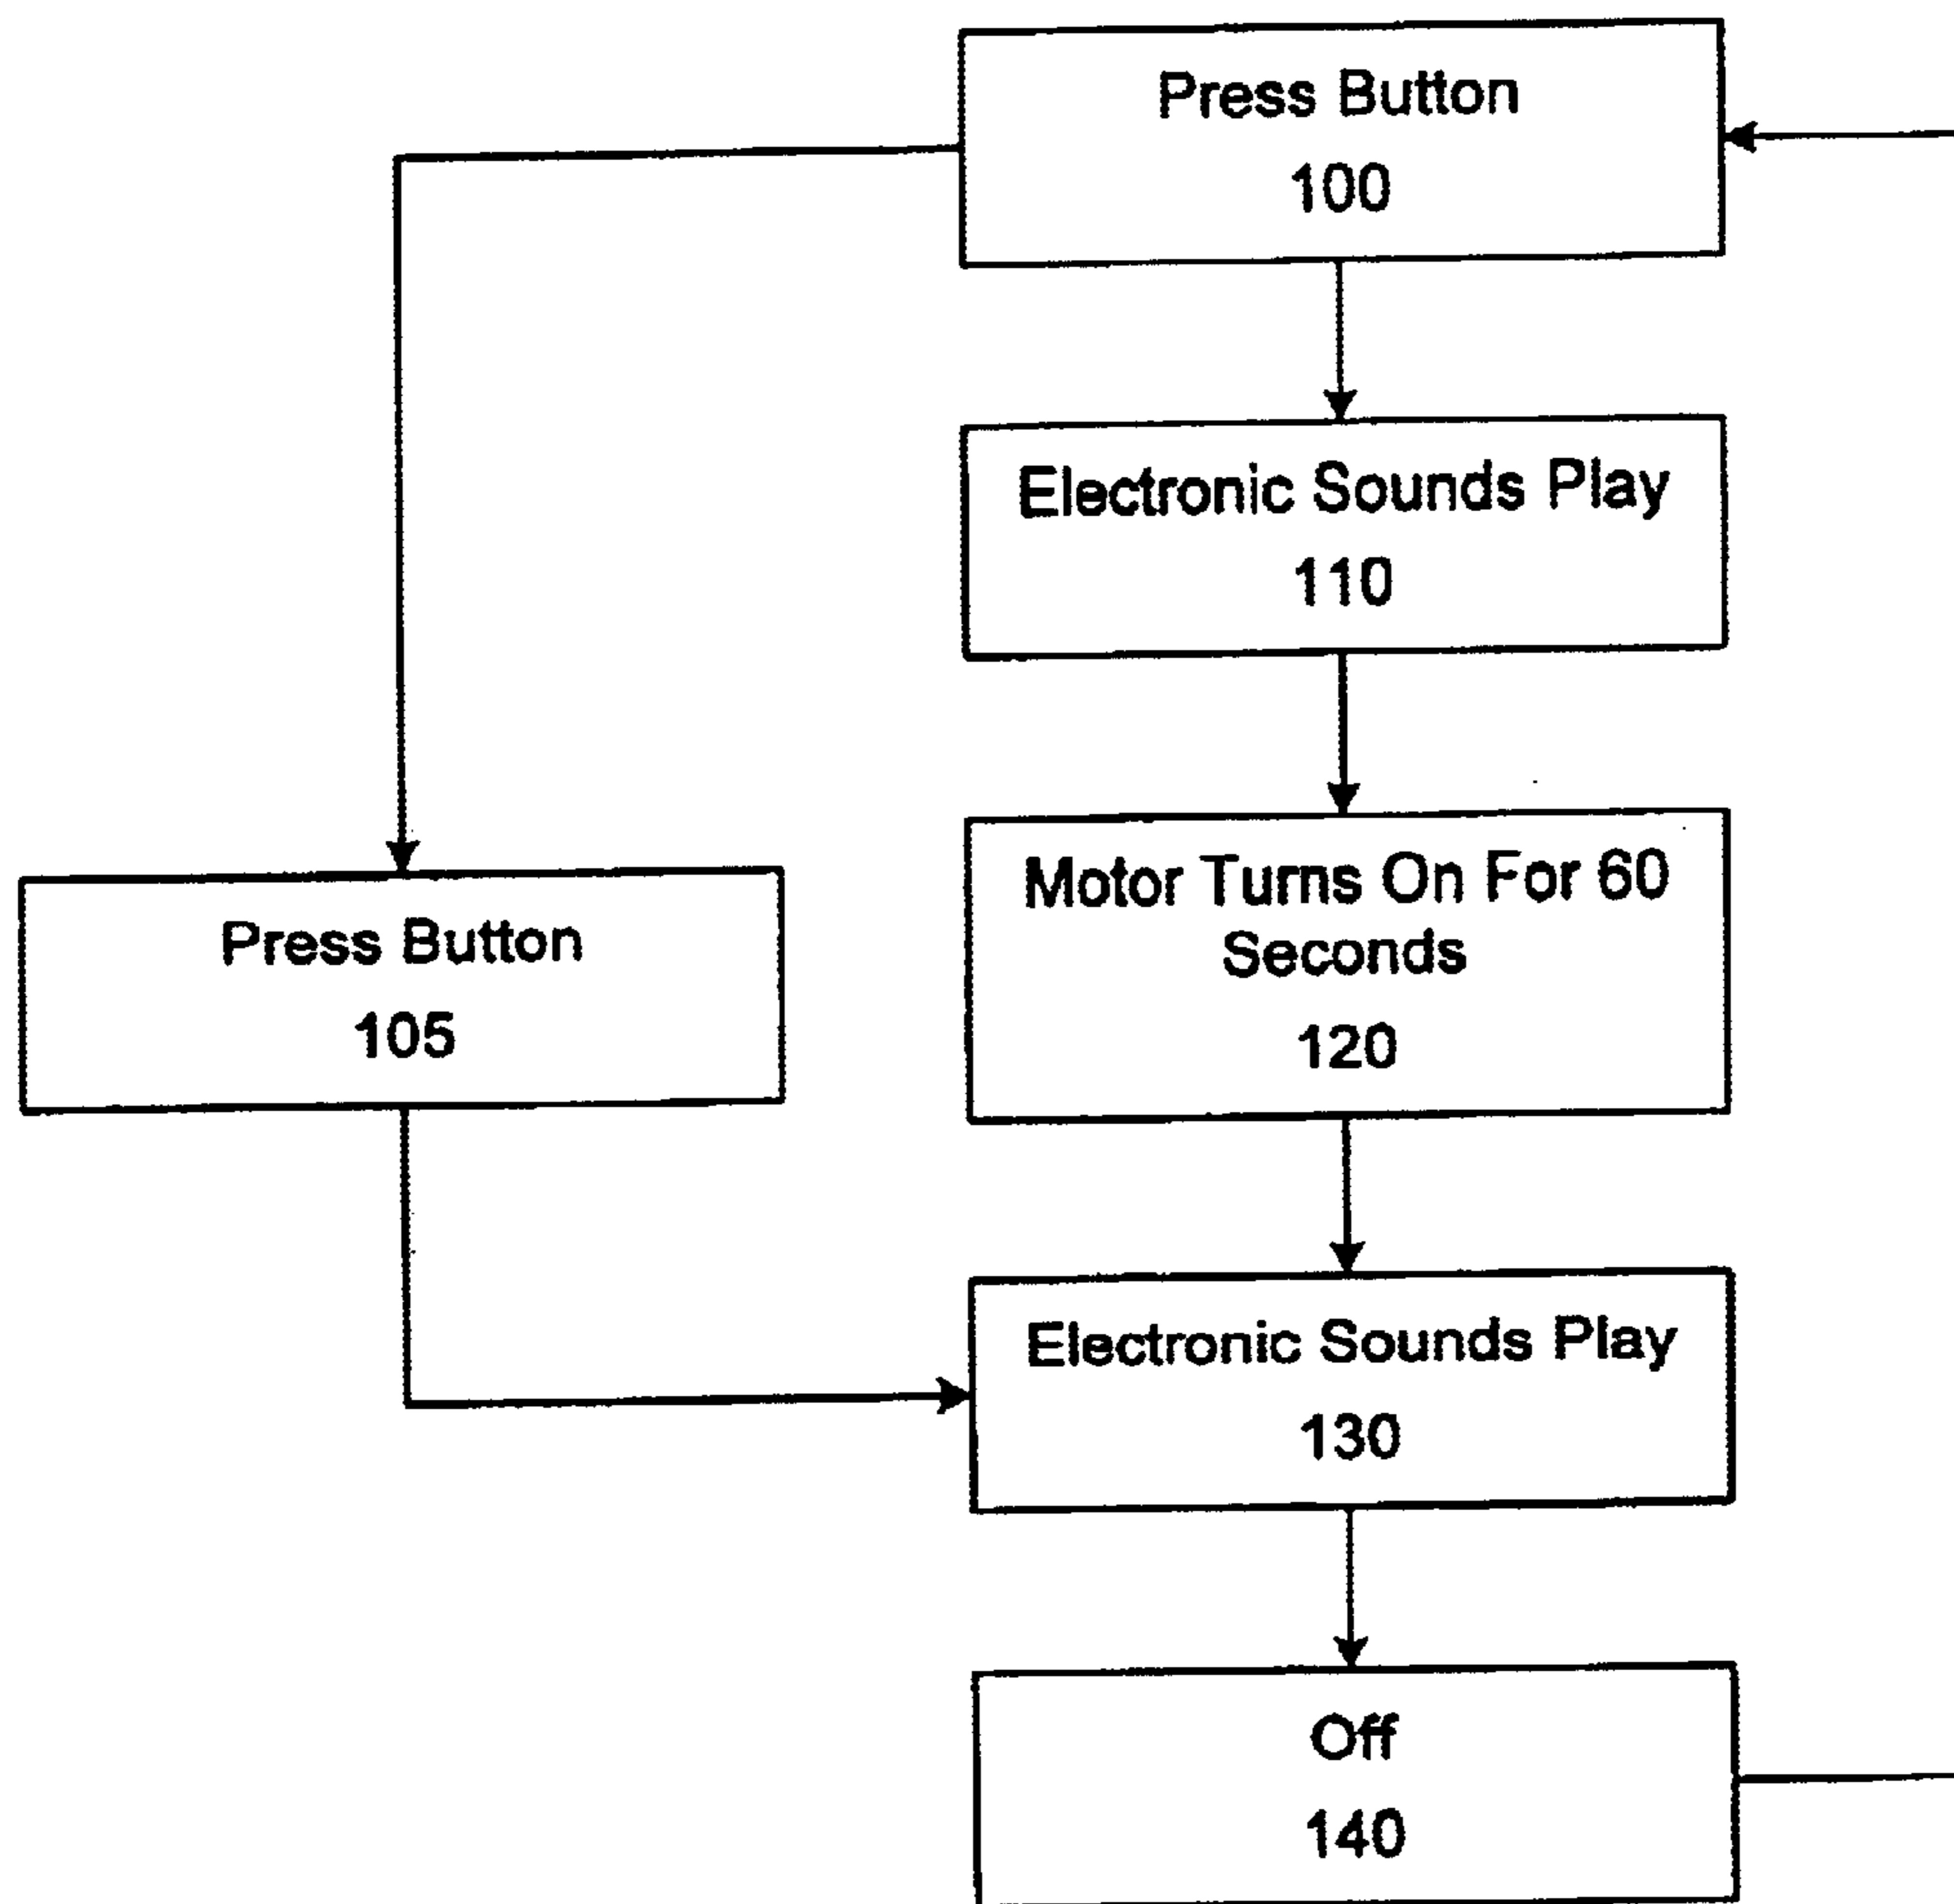 Press Button
100
Electronic Sounds Play
110
Motor Turns On For 60
Seconds
120
Press Button
105
Electronic Sounds Play
130
Off
140